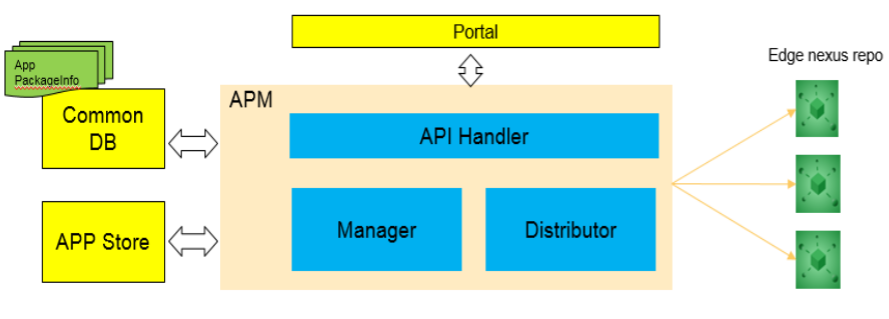 Portal
Edge nexus repo
App
PackageInfo
APM
Common
DB
API Handler
APP Store
Manager
Distributor